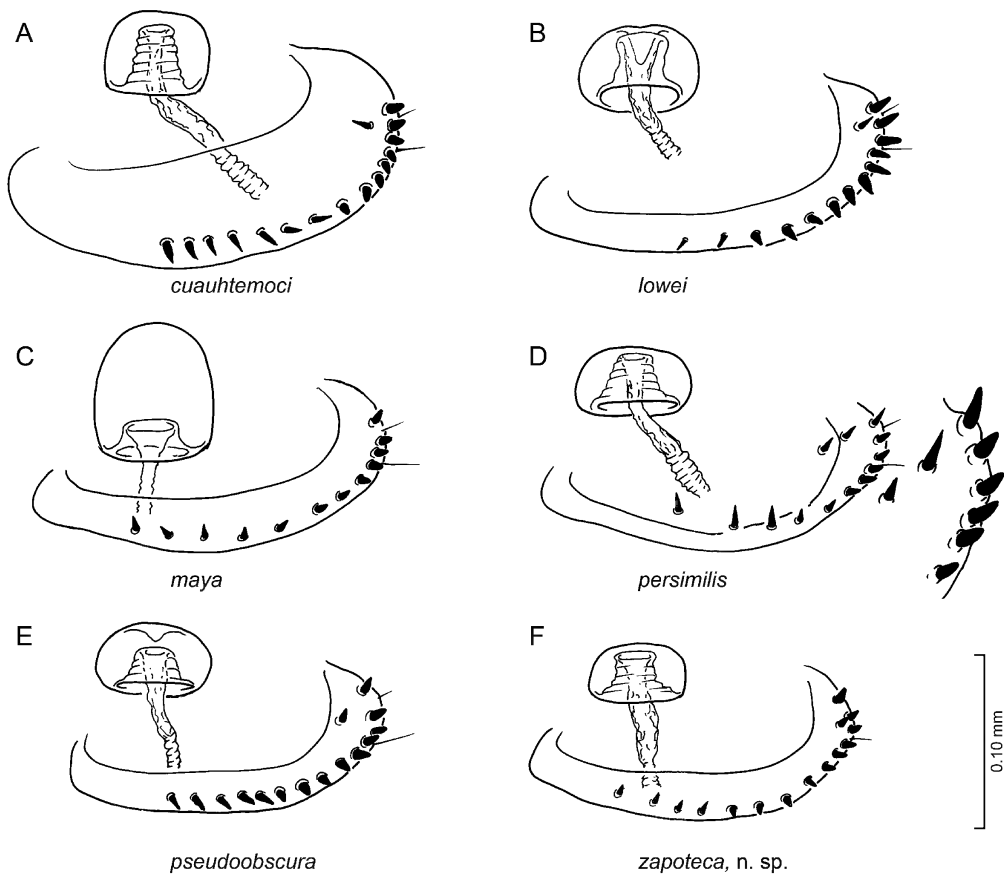 A
B
cuauhtemoci
lowei
C
D
maya
persimilis
E
F
0.10 mm
pseudoobscura
zapoteca, n. sp.